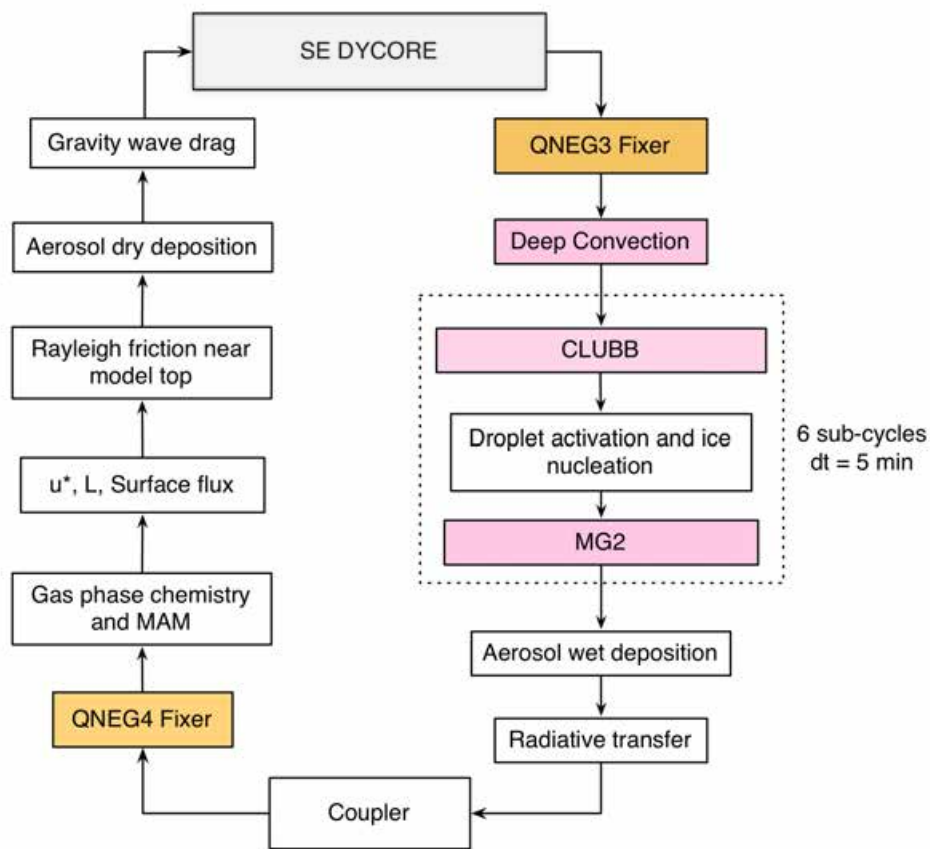 SE DYCORE
QNEG3 Fixer
Deep Convection
CLUBB
Droplet activation and ice
nucleation
MG2
6 sub-cycles
dt = 5 min
Aerosol wet deposition
Radiative transfer
Coupler
QNEG4 Fixer
Gas phase chemistry
and MAM
u*, L, Surface flux
Rayleigh friction near
model top
Aerosol dry deposition
Gravity wave drag